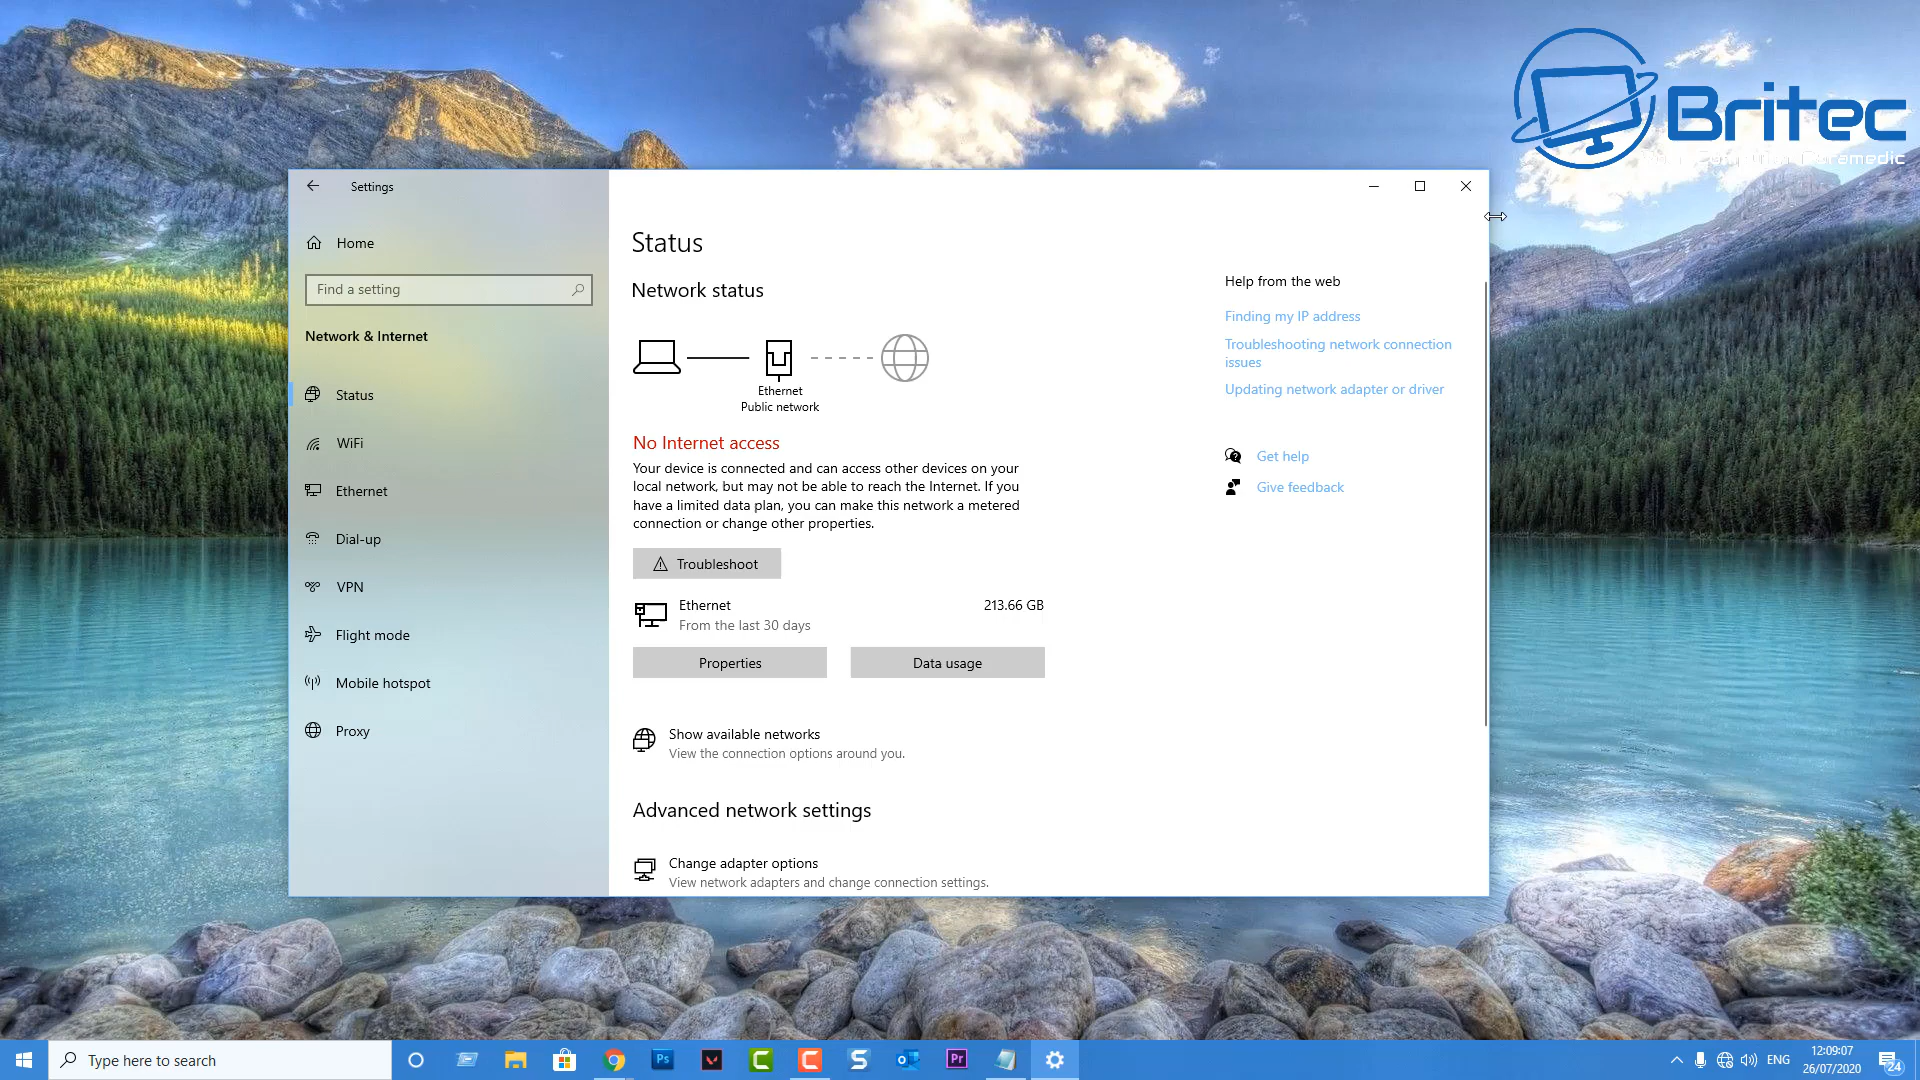 Britec
Settings
Home
Find a setting
Network & Internet
Status
WiFi
Ethernet
Dial-up
VPN
Flight mode
Mobile hotspot
Proxy
Status
Network status
Ethernet
Public network
No Internet access
Your device is connected and can access other devices on your
local network, but may not be able to reach the Internet. If you
have a limited data plan, you can make this network a metered
connection or change other properties.
Troubleshoot
Ethernet 213.66 GB
From the last 30 days
Properties Data usage
Show available networks
View the connection options around you.
Advanced network settings
Change adapter options
View network adapters and change connection settings.
Help from the web
Finding my IP address
Troubleshooting network connection
issues
Updating network adapter or driver
Get help
Give feedback
Type here to search
Ps
Pr
ENG
12:09:07
26/07/2020
24